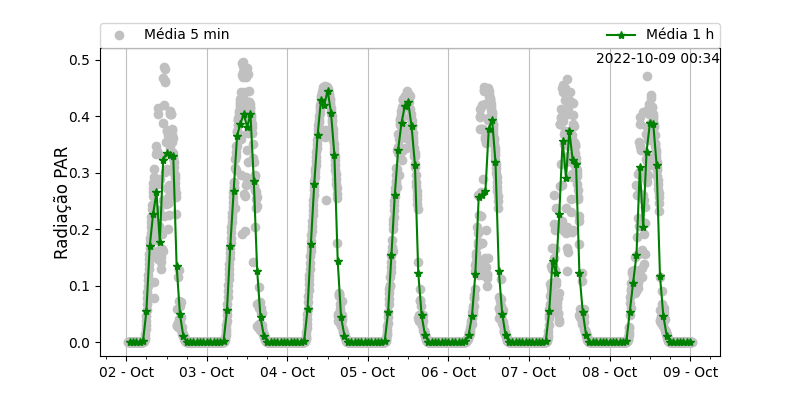 Média 5 min
Média 1 h
2022-10-09 00:34
Radiação PAR
0.5
0.4
0.3
0.2
0.1
0.0
02 - Oct
03 - Oct
04 - Oct
05 - Oct
06 - Oct
07 - Oct
08 - Oct
09 - Oct